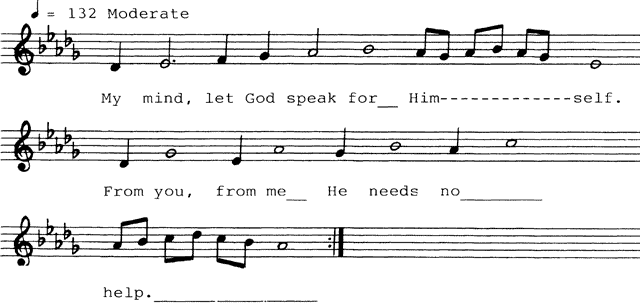 ♩ = 132 Moderate
My mind, let God speak for__ Him-------------self.
From you, from me__ He needs no________
help.________________